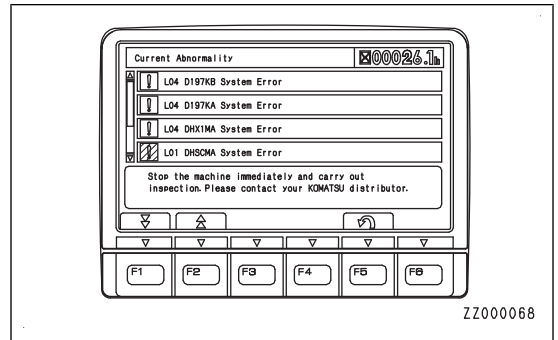 Current Abnormality
00026.1h
L04 D197KB System Error
L04 D197KA System Error
L04 DHX1MA System Error
L01 DHSCMA System Error
Stop the machine immediately and carry out
inspection. Please contact your KOMATSU distributor.
F1 F2 F3 F4 F5 F6
ZZ000068